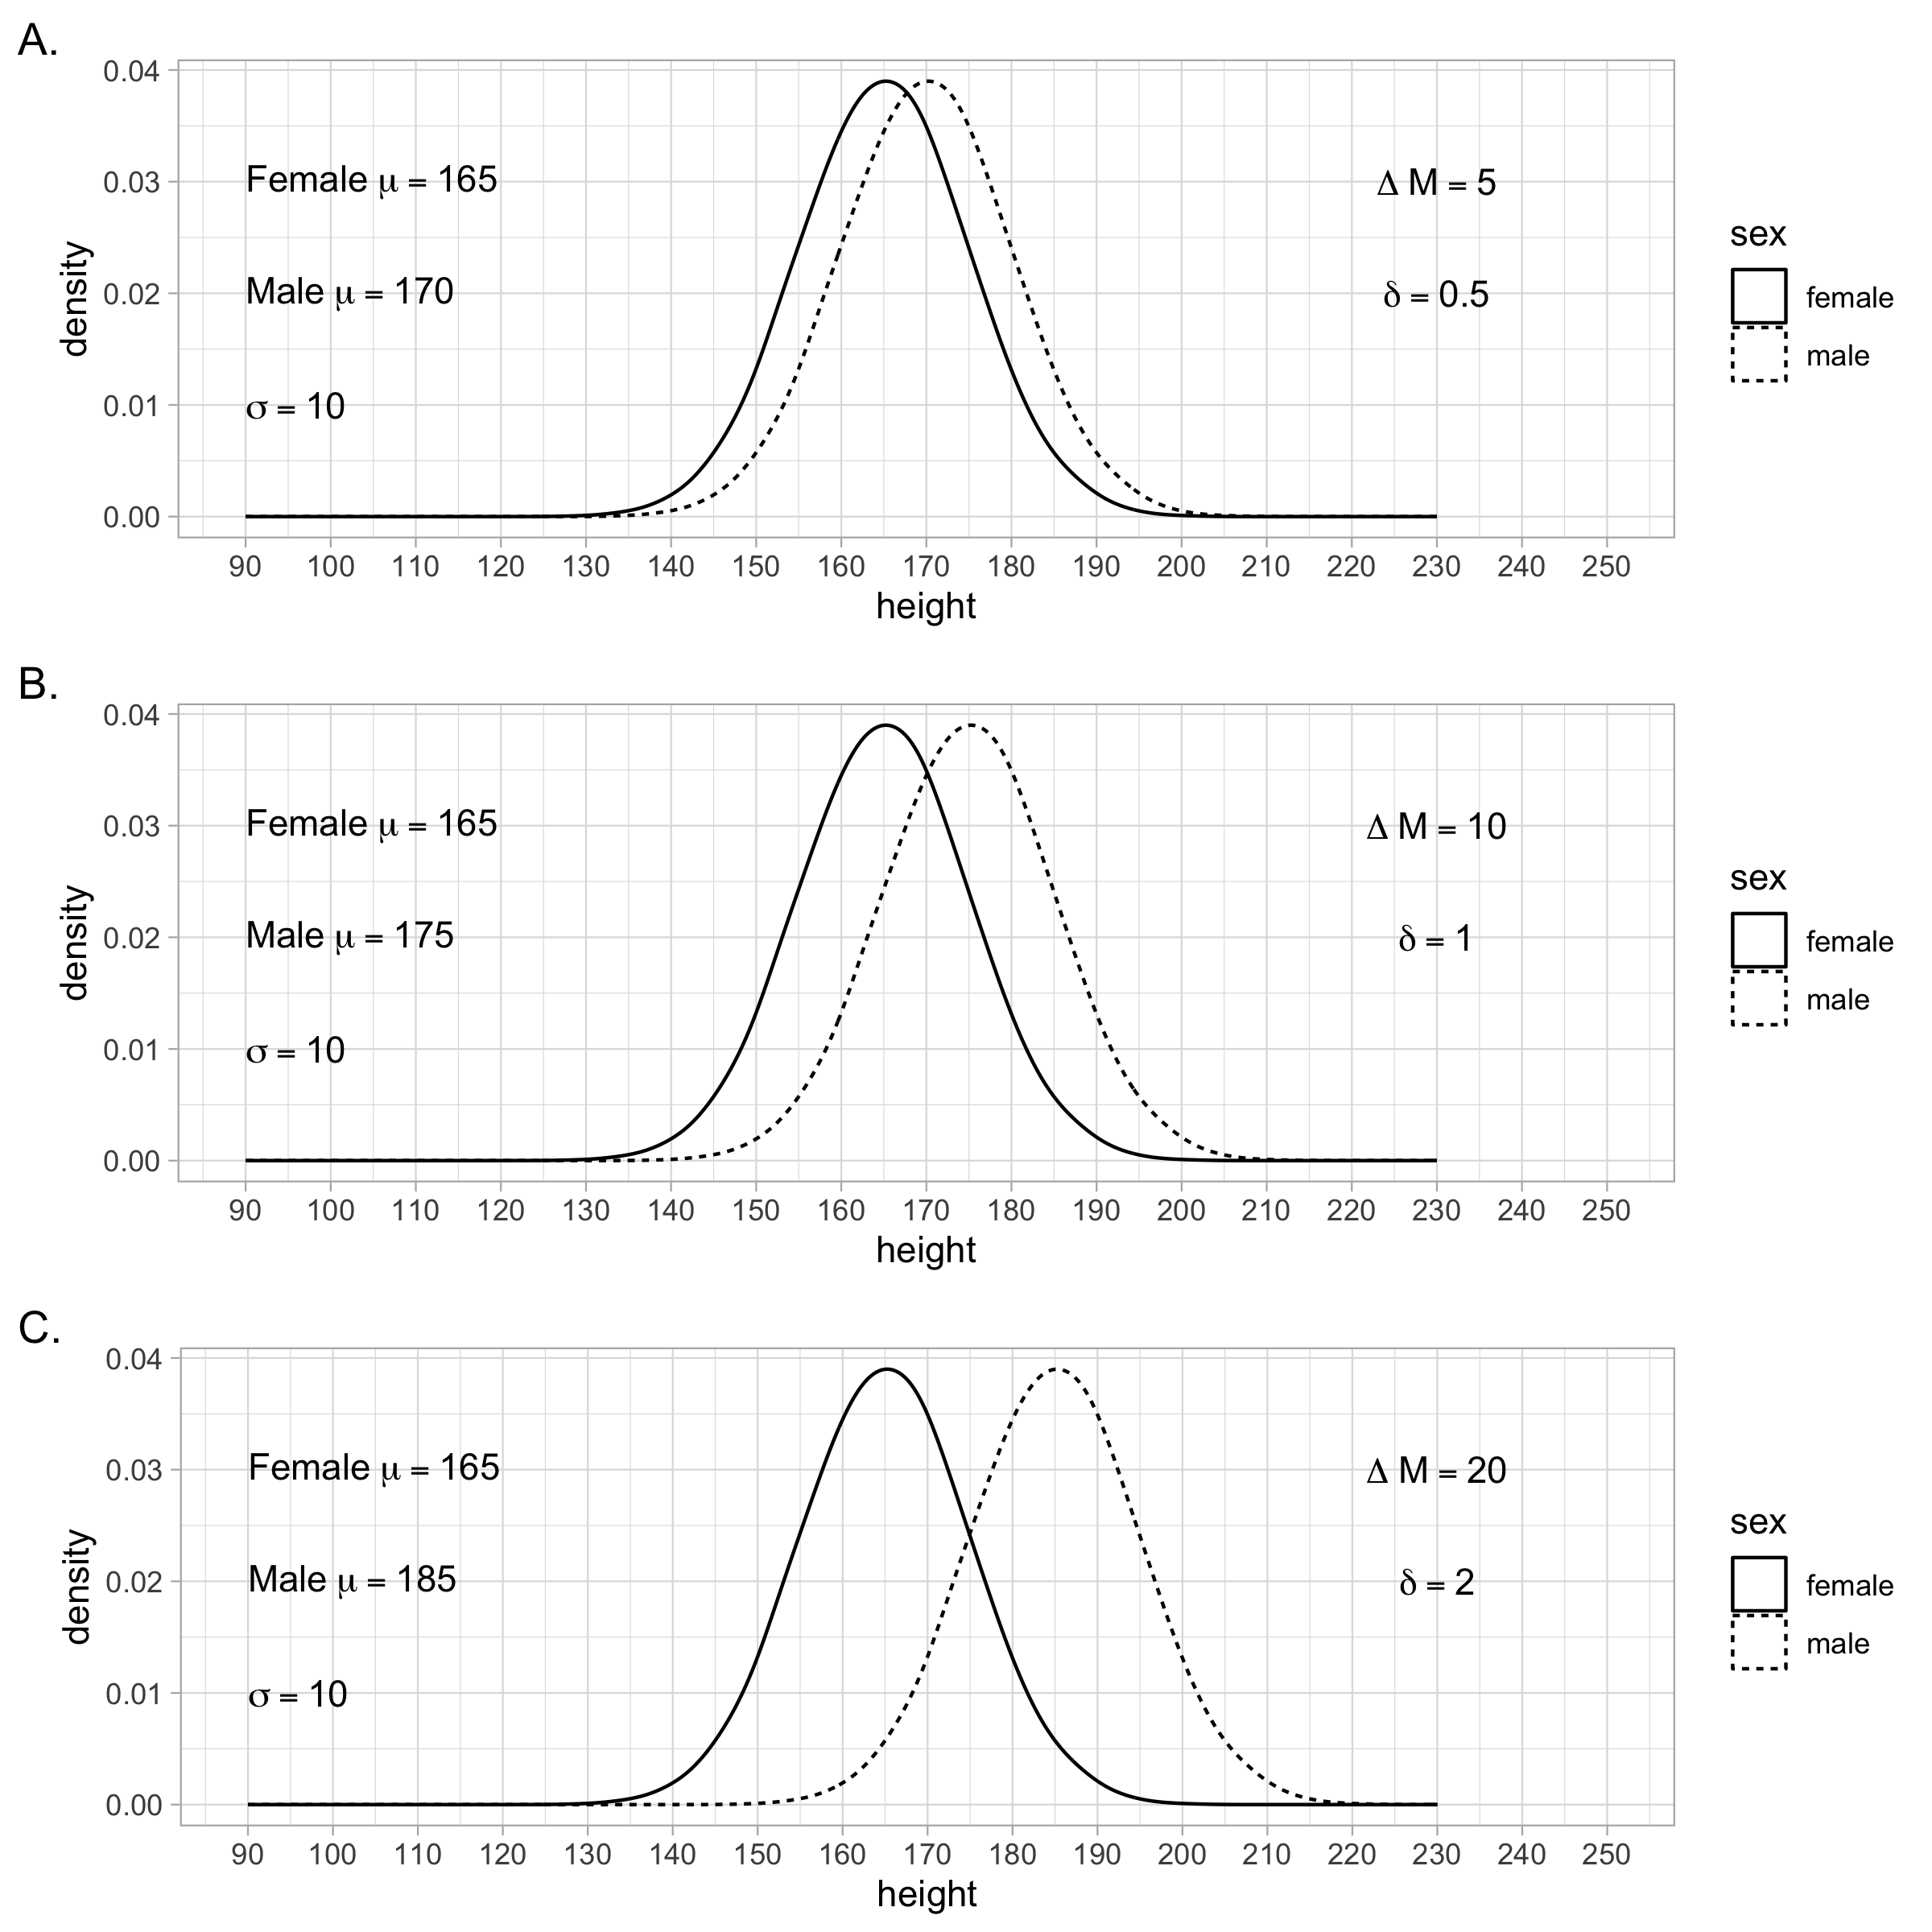 A.
0.04
0.03
0.02
0.01
0.00
density
Female μ = 165
Male μ = 170
σ = 10
Δ M = 5
δ = 0.5
90 100 110 120 130 140 150 160 170 180 190 200 210 220 230 240 250
height
sex
female
male
B.
0.04
0.03
0.02
0.01
0.00
density
Female μ = 165
Male μ = 175
σ = 10
Δ M = 10
δ = 1
90 100 110 120 130 140 150 160 170 180 190 200 210 220 230 240 250
height
sex
female
male
C.
0.04
0.03
0.02
0.01
0.00
density
Female μ = 165
Male μ = 185
σ = 10
Δ M = 20
δ = 2
90 100 110 120 130 140 150 160 170 180 190 200 210 220 230 240 250
height
sex
female
male